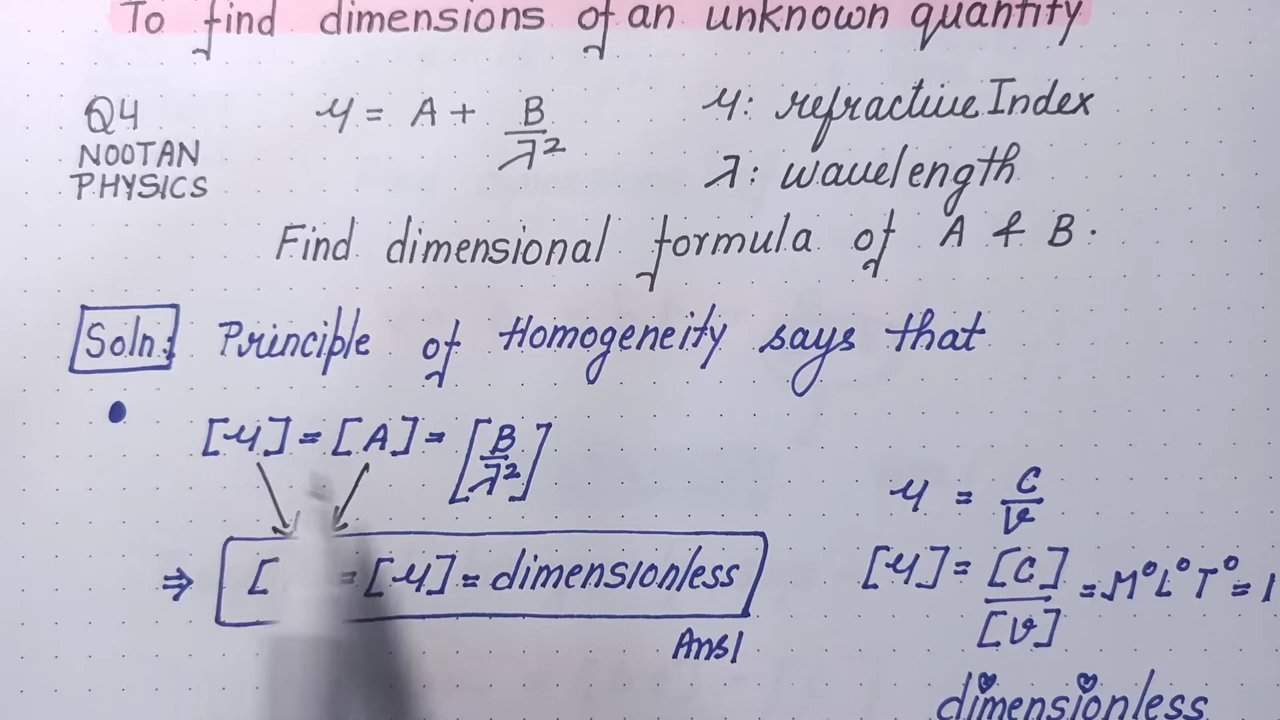 To find dimensions of an unknown quantity
Q4
NOOTAN
PHYSICS
μ = A + B/λ²
μ: refractive Index
λ: wavelength
Find dimensional formula of A & B.
Soln: Principle of Homogeneity says that
• [μ] = [A] = [B/λ²]
⇒ [ = [μ] = dimensionless
Ans1
μ = c/v
[μ] = [c]/[v] = M⁰L⁰T⁰ = 1
dimensionless